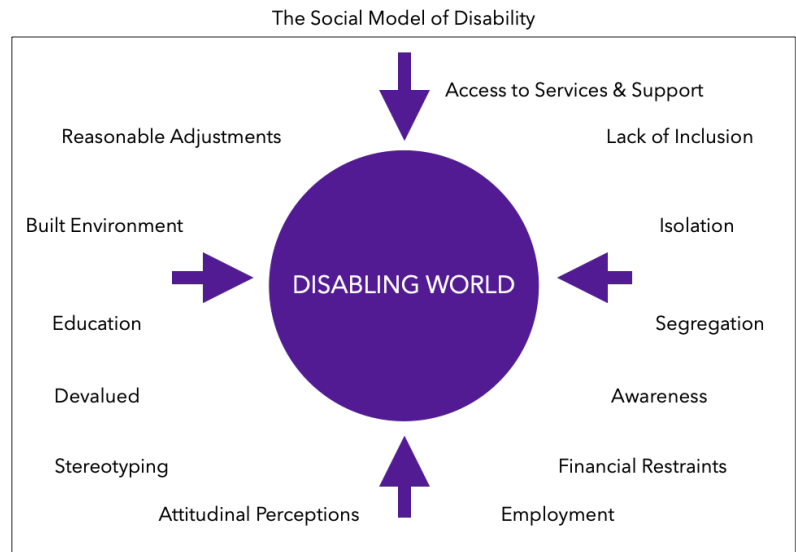 The Social Model of Disability
Access to Services & Support
Reasonable Adjustments
Lack of Inclusion
Built Environment
Isolation
DISABLING WORLD
Education
Segregation
Devalued
Awareness
Stereotyping
Financial Restraints
Attitudinal Perceptions
Employment